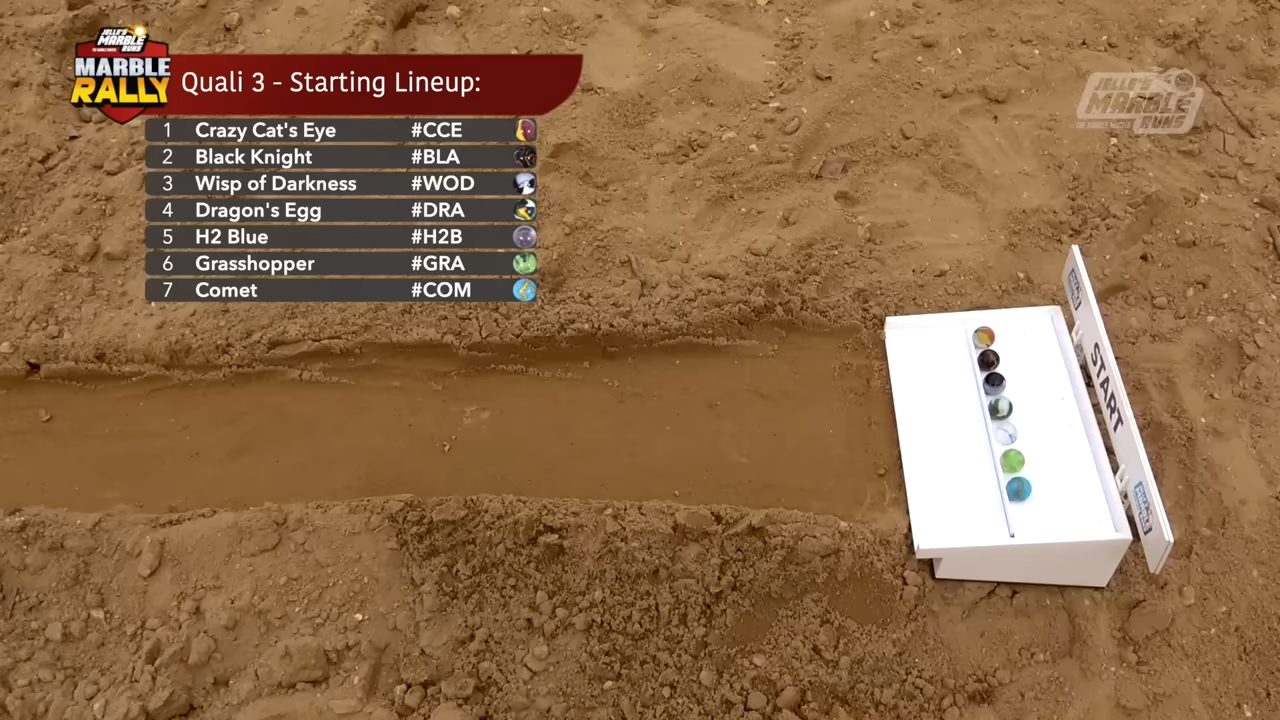 JELLE'S
MARBLE
RUNS
MARBLE
RALLY
Quali 3 - Starting Lineup:
1 Crazy Cat's Eye #CCE
2 Black Knight #BLA
3 Wisp of Darkness #WOD
4 Dragon's Egg #DRA
5 H2 Blue #H2B
6 Grasshopper #GRA
7 Comet #COM
JELLE'S
MARBLE
RUNS
START